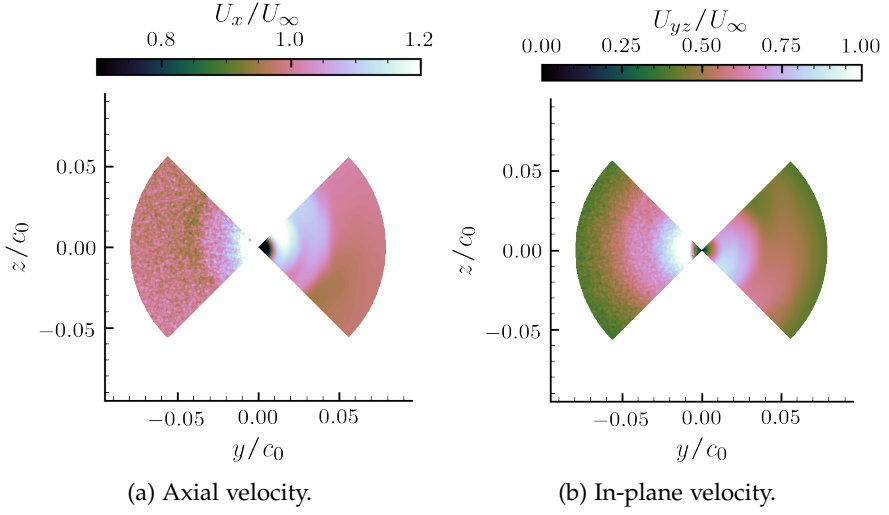 U_x/U_∞
0.8 1.0 1.2
z/c_0
0.05
0.00
−0.05
−0.05 0.00 0.05
y/c_0
(a) Axial velocity.
U_{yz}/U_∞
0.00 0.25 0.50 0.75 1.00
z/c_0
0.05
0.00
−0.05
−0.05 0.00 0.05
y/c_0
(b) In-plane velocity.